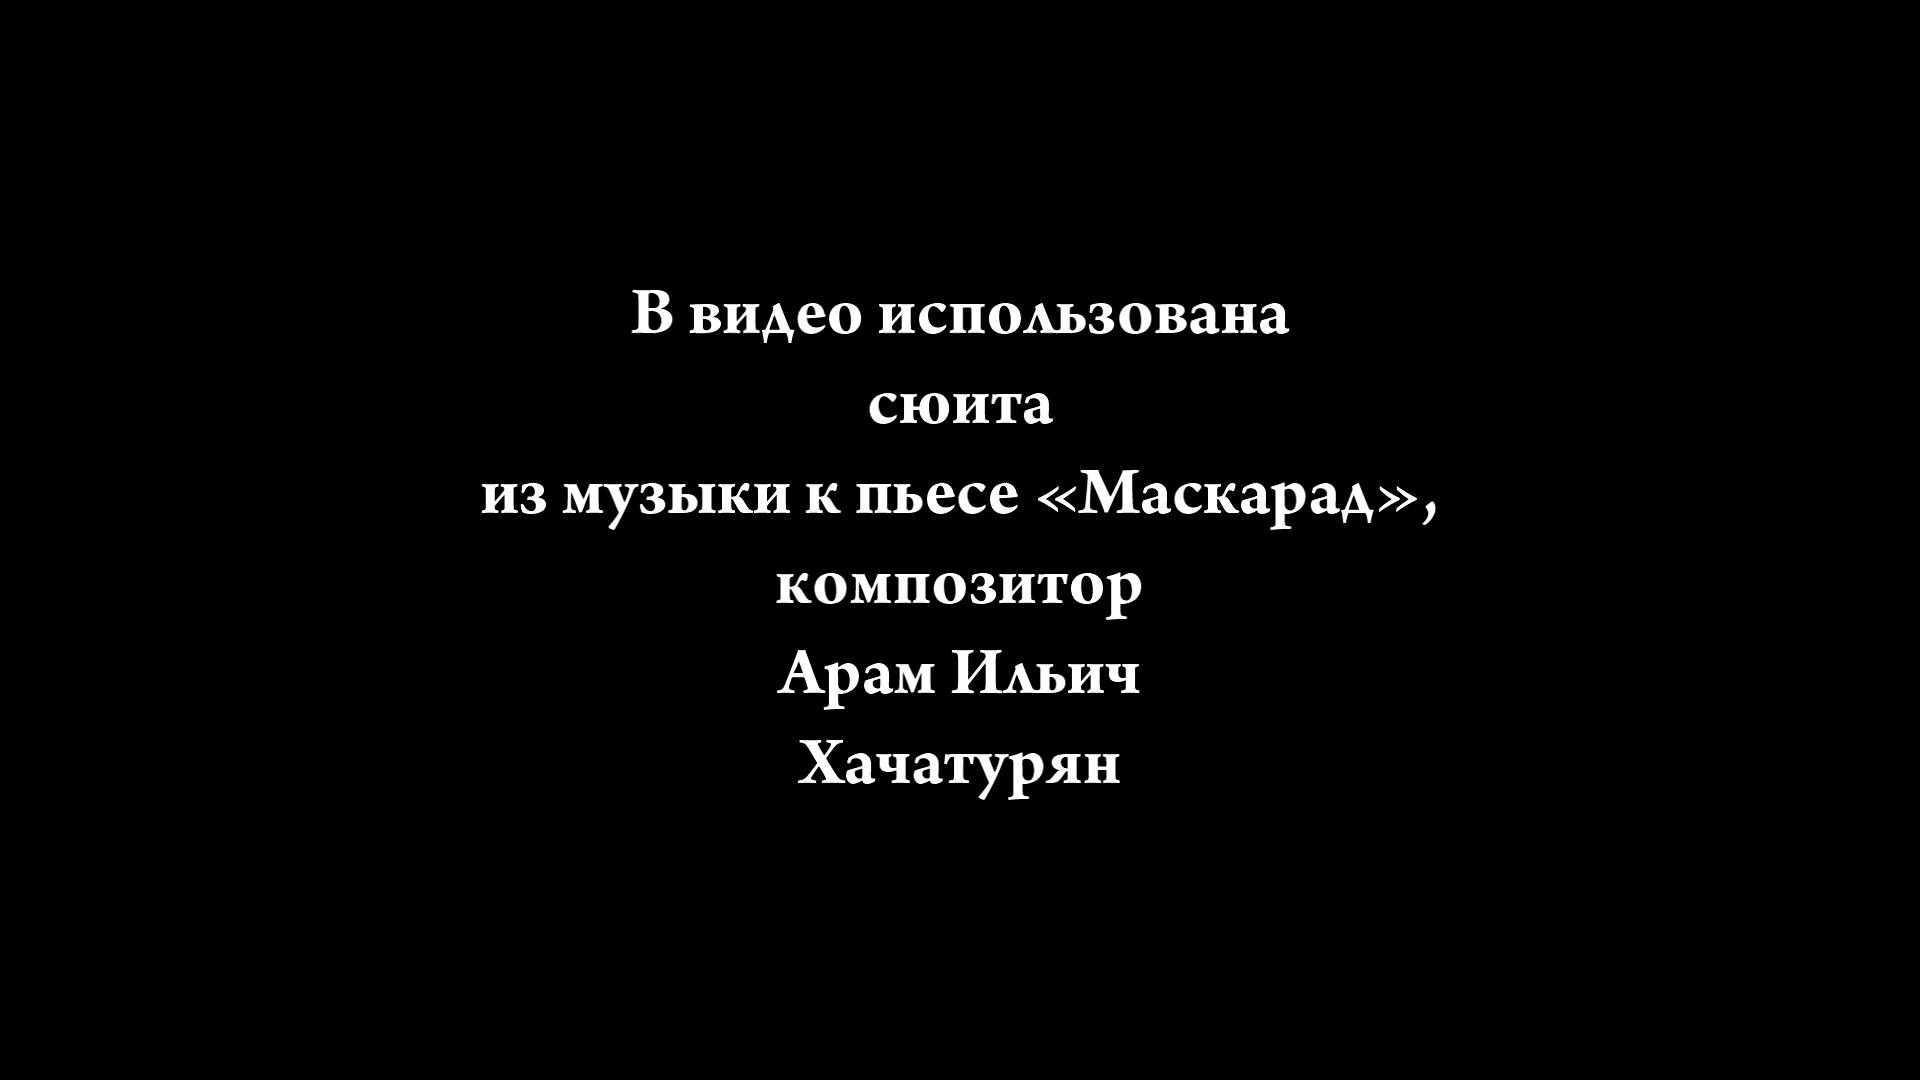 В видео использована
сюита
из музыки к пьесе «Маскарад»,
композитор
Арам Ильич
Хачатурян